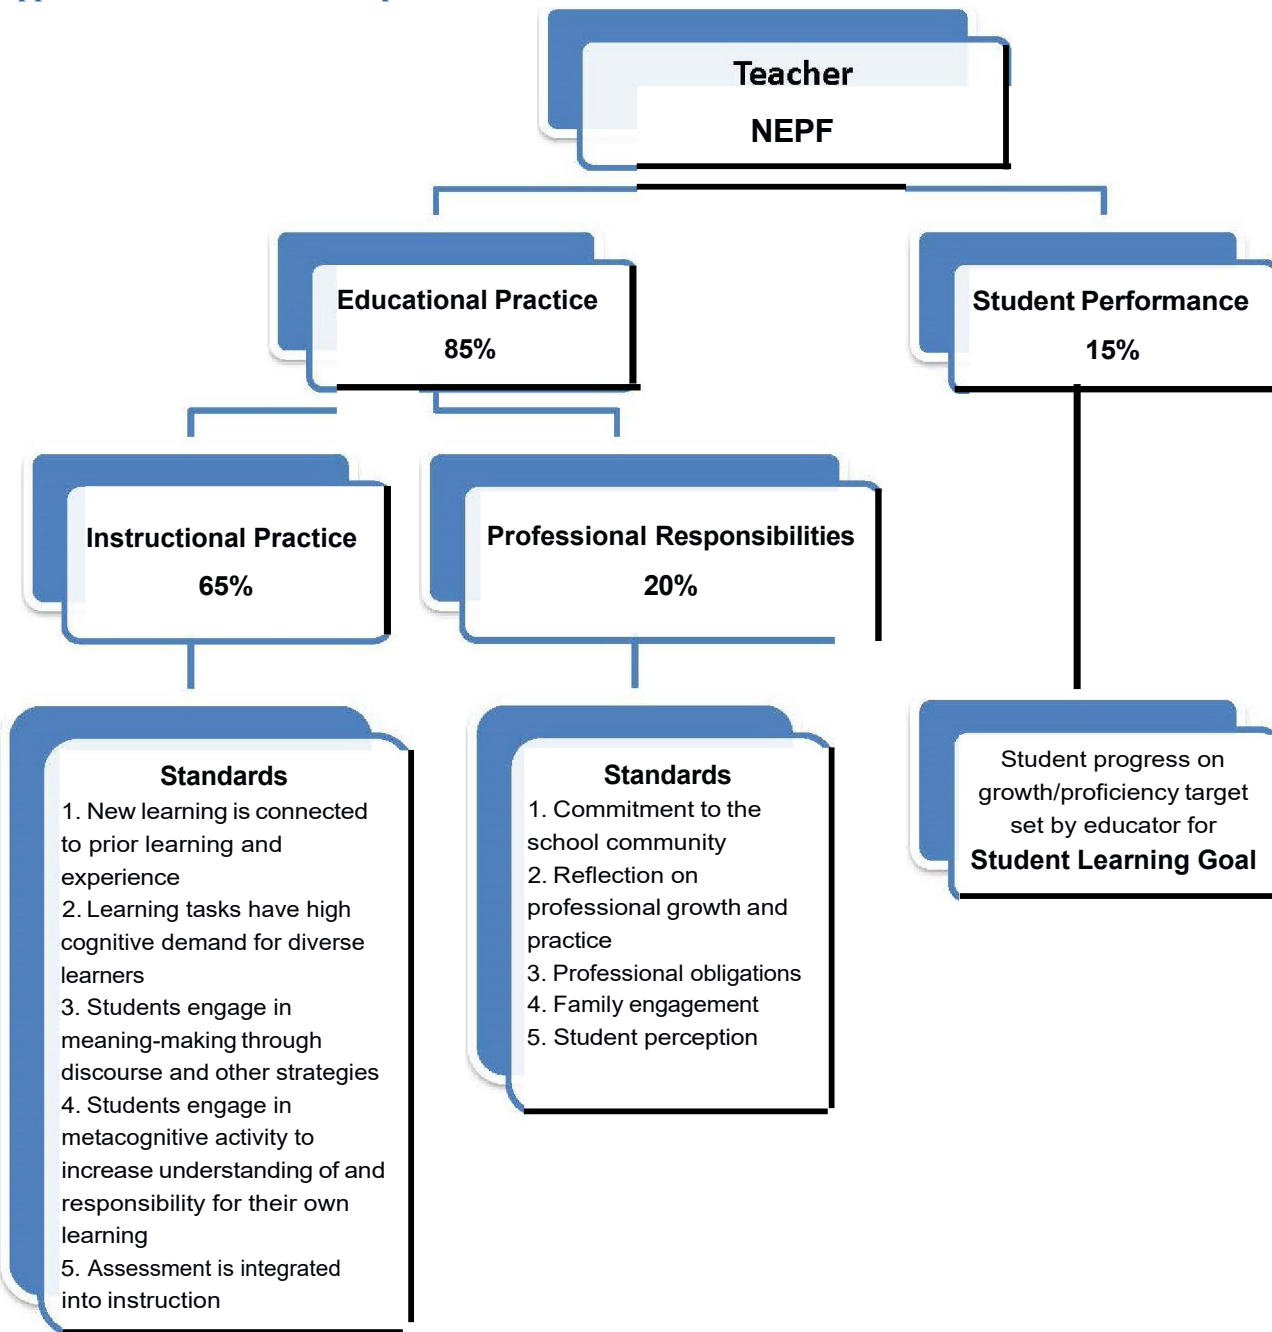 Teacher
NEPF
Educational Practice
85%
Student Performance
15%
Instructional Practice
65%
Professional Responsibilities
20%
Standards
1. New learning is connected
to prior learning and
experience
2. Learning tasks have high
cognitive demand for diverse
learners
3. Students engage in
meaning-making through
discourse and other strategies
4. Students engage in
metacognitive activity to
increase understanding of and
responsibility for their own
learning
5. Assessment is integrated
into instruction
Standards
1. Commitment to the
school community
2. Reflection on
professional growth and
practice
3. Professional obligations
4. Family engagement
5. Student perception
Student progress on
growth/proficiency target
set by educator for
Student Learning Goal